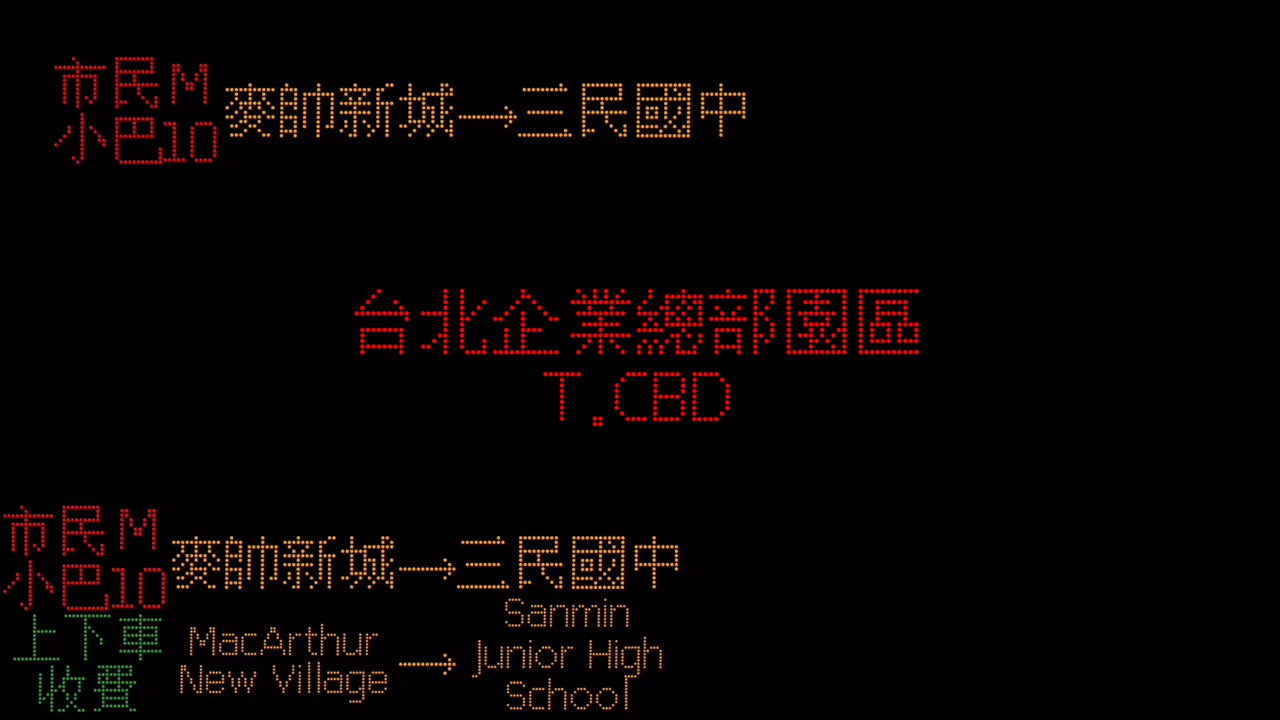 市民M
小巴10
麥帥新城→三民國中
台北企業總部園區
T.CBD
市民M
小巴10
麥帥新城→三民國中
上下車
收費
MacArthur
New Village
→
Sanmin
Junior High
School